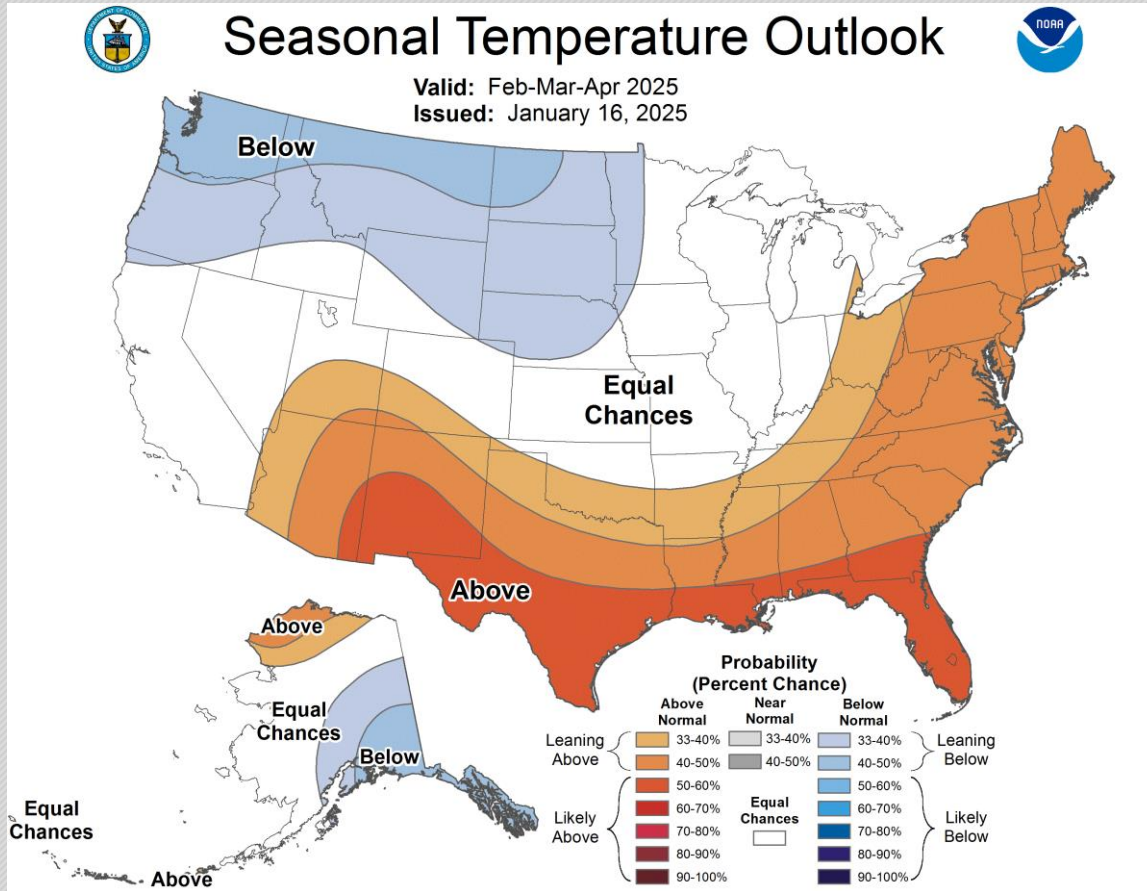 Seasonal Temperature Outlook
NOAA
Valid: Feb-Mar-Apr 2025
Issued: January 16, 2025
Below
Equal
Chances
Above
Above
Equal
Chances
Below
Equal
Chances
Above
Probability
(Percent Chance)
Above
Normal
Near
Normal
Below
Normal
Leaning
Above
33-40%
33-40%
33-40%
Leaning
Below
40-50%
40-50%
40-50%
Likely
Above
50-60%
60-70%
70-80%
80-90%
90-100%
Equal
Chances
50-60%
60-70%
70-80%
80-90%
90-100%
Likely
Below